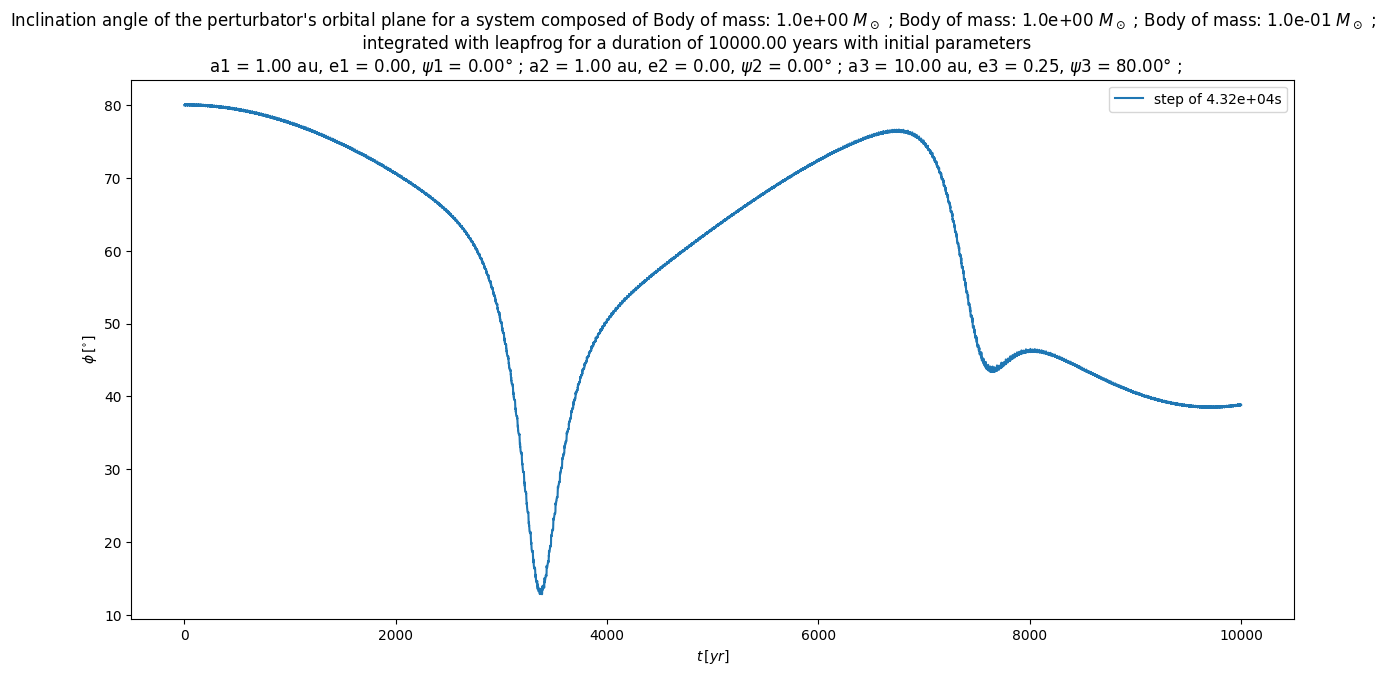 Inclination angle of the perturbator's orbital plane for a system composed of Body of mass: 1.0e+00 $M_\odot$ ; Body of mass: 1.0e+00 $M_\odot$ ; Body of mass: 1.0e-01 $M_\odot$ ;
integrated with leapfrog for a duration of 10000.00 years with initial parameters
a1 = 1.00 au, e1 = 0.00, ψ1 = 0.00° ; a2 = 1.00 au, e2 = 0.00, ψ2 = 0.00° ; a3 = 10.00 au, e3 = 0.25, ψ3 = 80.00° ;
step of 4.32e+04s
80
70
60
50
40
30
20
10
ϕ [°]
0 2000 4000 6000 8000 10000
t [yr]